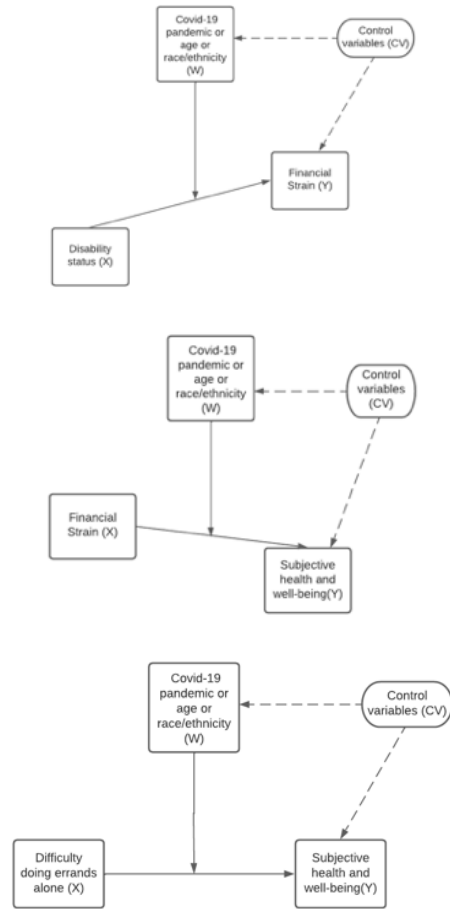 Covid-19
pandemic or
age or
race/ethnicity
(W)
Control
variables (CV)
Financial
Strain (Y)
Disability
status (X)
Covid-19
pandemic or
age or
race/ethnicity
(W)
Control
variables
(CV)
Financial
Strain (X)
Subjective
health and
well-being(Y)
Covid-19
pandemic or
age or
race/ethnicity
(W)
Control
variables (CV)
Difficulty
doing errands
alone (X)
Subjective
health and
well-being(Y)